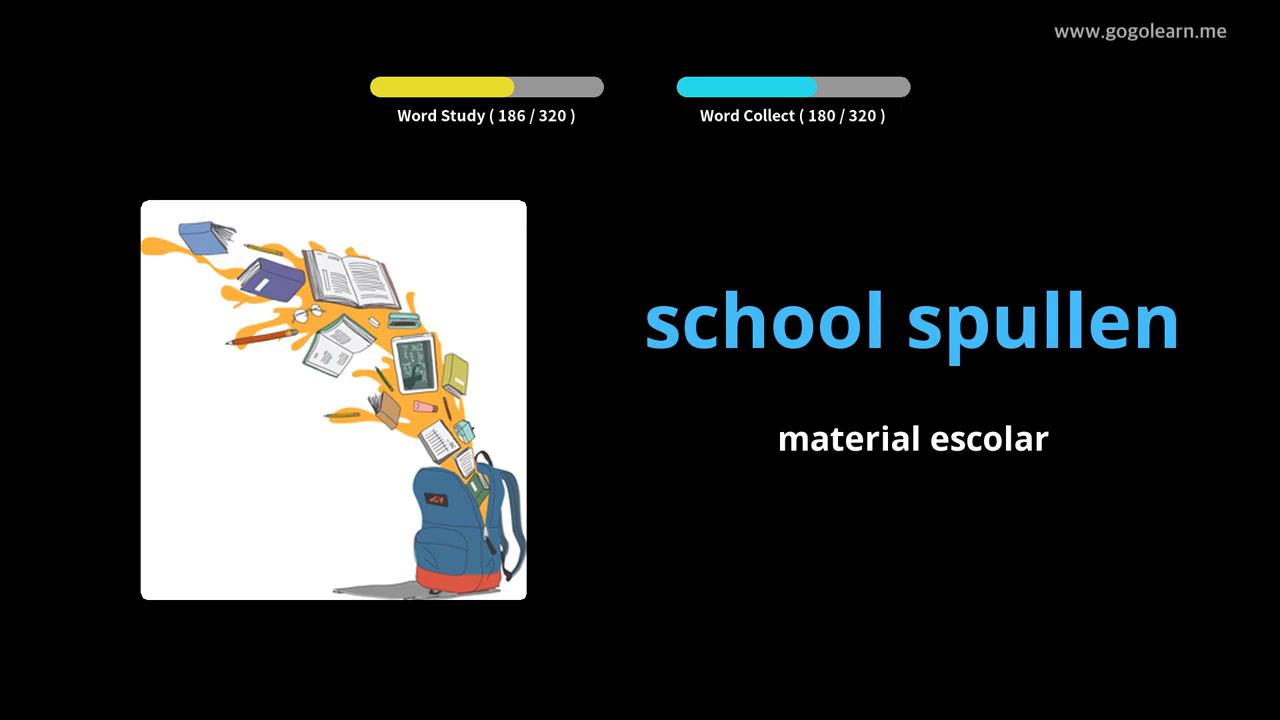 www.gogolearn.me
Word Study ( 186 / 320 )
Word Collect ( 180 / 320 )
school spullen
material escolar